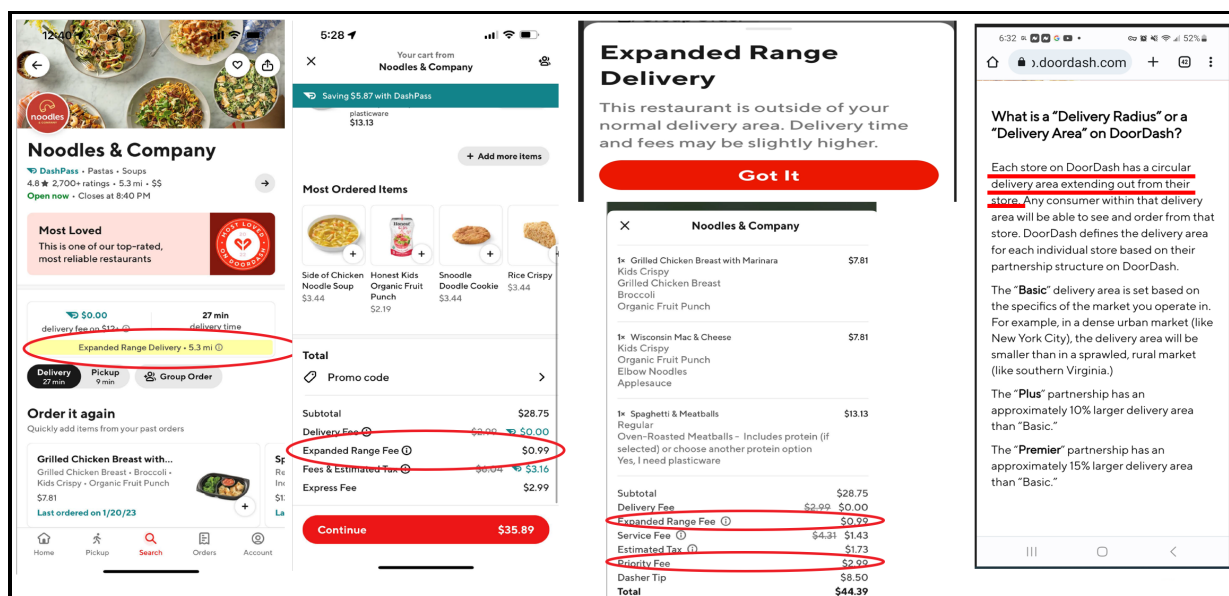 12:40
noodles
& COMPANY
Noodles & Company
DashPass • Pastas • Soups
4.8 ★ 2,700+ ratings • 5.3 mi • $$
Open now • Closes at 8:40 PM
Most Loved
This is one of our top-rated,
most reliable restaurants
MOST LOVED
ON DOORDASH
$0.00
delivery fee on $12+
27 min
delivery time
Expanded Range Delivery • 5.3 mi
Delivery
27 min
Pickup
9 min
Group Order
Order it again
Quickly add items from your past orders
Grilled Chicken Breast with...
Grilled Chicken Breast • Broccoli •
Kids Crispy • Organic Fruit Punch
$7.81
Last ordered on 1/20/23
Sp
Re
$1
La
Home
Pickup
Search
Orders
Account
5:28
Your cart from
Noodles & Company
Saving $5.87 with DashPass
plasticware
$13.13
+ Add more items
Most Ordered Items
Side of Chicken
Noodle Soup
$3.44
Honest Kids
Organic Fruit
Punch
$2.19
Snoodle
Doodle Cookie
$3.44
Rice Crispy
$3.44
Total
Promo code
Subtotal $28.75
Delivery Fee $2.99 $0.00
Expanded Range Fee $0.99
Fees & Estimated Tax $6.04 $3.16
Express Fee $2.99
Continue $35.89
Expanded Range
Delivery
This restaurant is outside of your
normal delivery area. Delivery time
and fees may be slightly higher.
Got It
Noodles & Company
1× Grilled Chicken Breast with Marinara $7.81
Kids Crispy
Grilled Chicken Breast
Broccoli
Organic Fruit Punch
1× Wisconsin Mac & Cheese $7.81
Kids Crispy
Organic Fruit Punch
Elbow Noodles
Applesauce
1× Spaghetti & Meatballs $13.13
Regular
Oven-Roasted Meatballs - Includes protein (if
selected) or choose another protein option
Yes, I need plasticware
Subtotal $28.75
Delivery Fee $2.99 $0.00
Expanded Range Fee $0.99
Service Fee $4.31 $1.43
Estimated Tax $1.73
Priority Fee $2.99
Dasher Tip $8.50
Total $44.39
6:32
52%
.doordash.com
42
What is a “Delivery Radius” or a
“Delivery Area” on DoorDash?
Each store on DoorDash has a circular
delivery area extending out from their
store. Any consumer within that delivery
area will be able to see and order from that
store. DoorDash defines the delivery area
for each individual store based on their
partnership structure on DoorDash.
The “Basic” delivery area is set based on
the specifics of the market you operate in.
For example, in a dense urban market (like
New York City), the delivery area will be
smaller than in a sprawled, rural market
(like southern Virginia.)
The “Plus” partnership has an
approximately 10% larger delivery area
than “Basic.”
The “Premier” partnership has an
approximately 15% larger delivery area
than “Basic.”